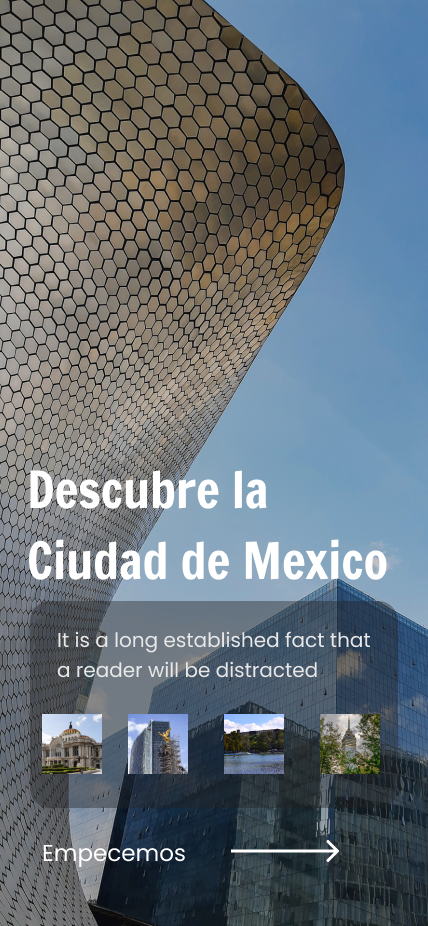 Descubre la
Ciudad de Mexico
It is a long established fact that
a reader will be distracted
Empecemos